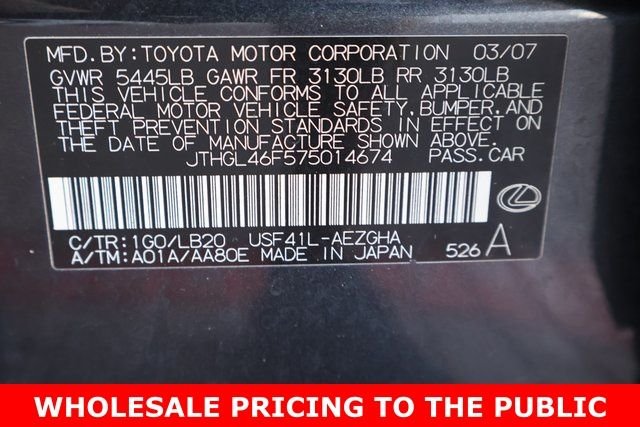 MFD.BY:TOYOTA MOTOR CORPORATION 03/07
GVWR 5445LB GAWR FR 3130LB RR 3130LB
THIS VEHICLE CONFORMS TO ALL APPLICABLE
FEDERAL MOTOR VEHICLE SAFETY, BUMPER, AND
THEFT PREVENTION STANDARDS IN EFFECT ON
THE DATE OF MANUFACTURE SHOWN ABOVE.
JTHGL46F575014674 PASS.CAR
C/TR:1G0/LB20 USF41L-AEZGHA
A/TM:A01A/AA80E MADE IN JAPAN 526 A
WHOLESALE PRICING TO THE PUBLIC